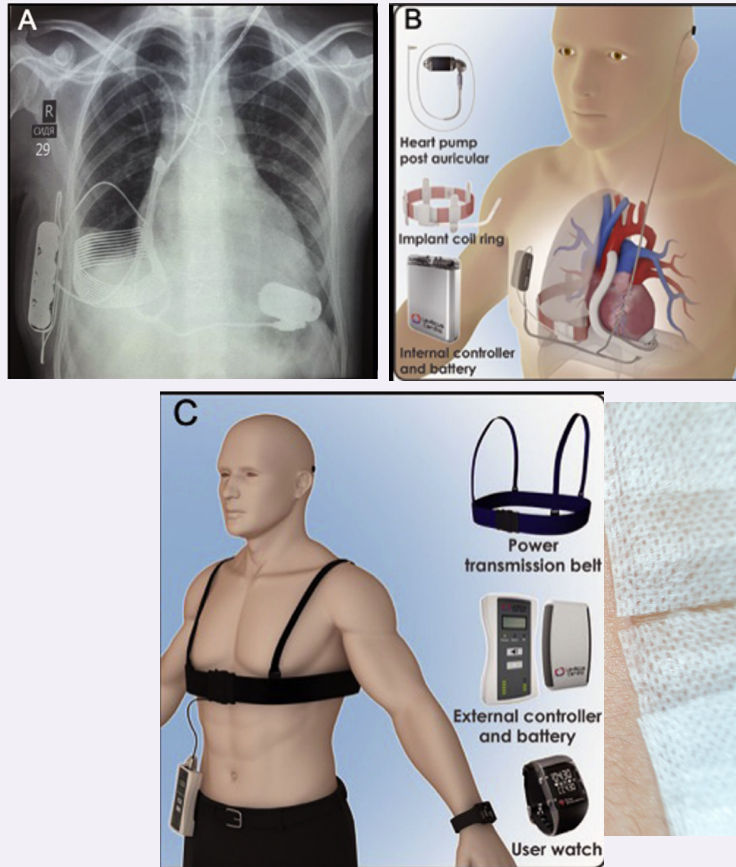 A
R
СИДЯ
29
B
Heart pump
post auricular
Implant coil ring
Internal controller
and battery
C
Power
transmission belt
External controller
and battery
User watch